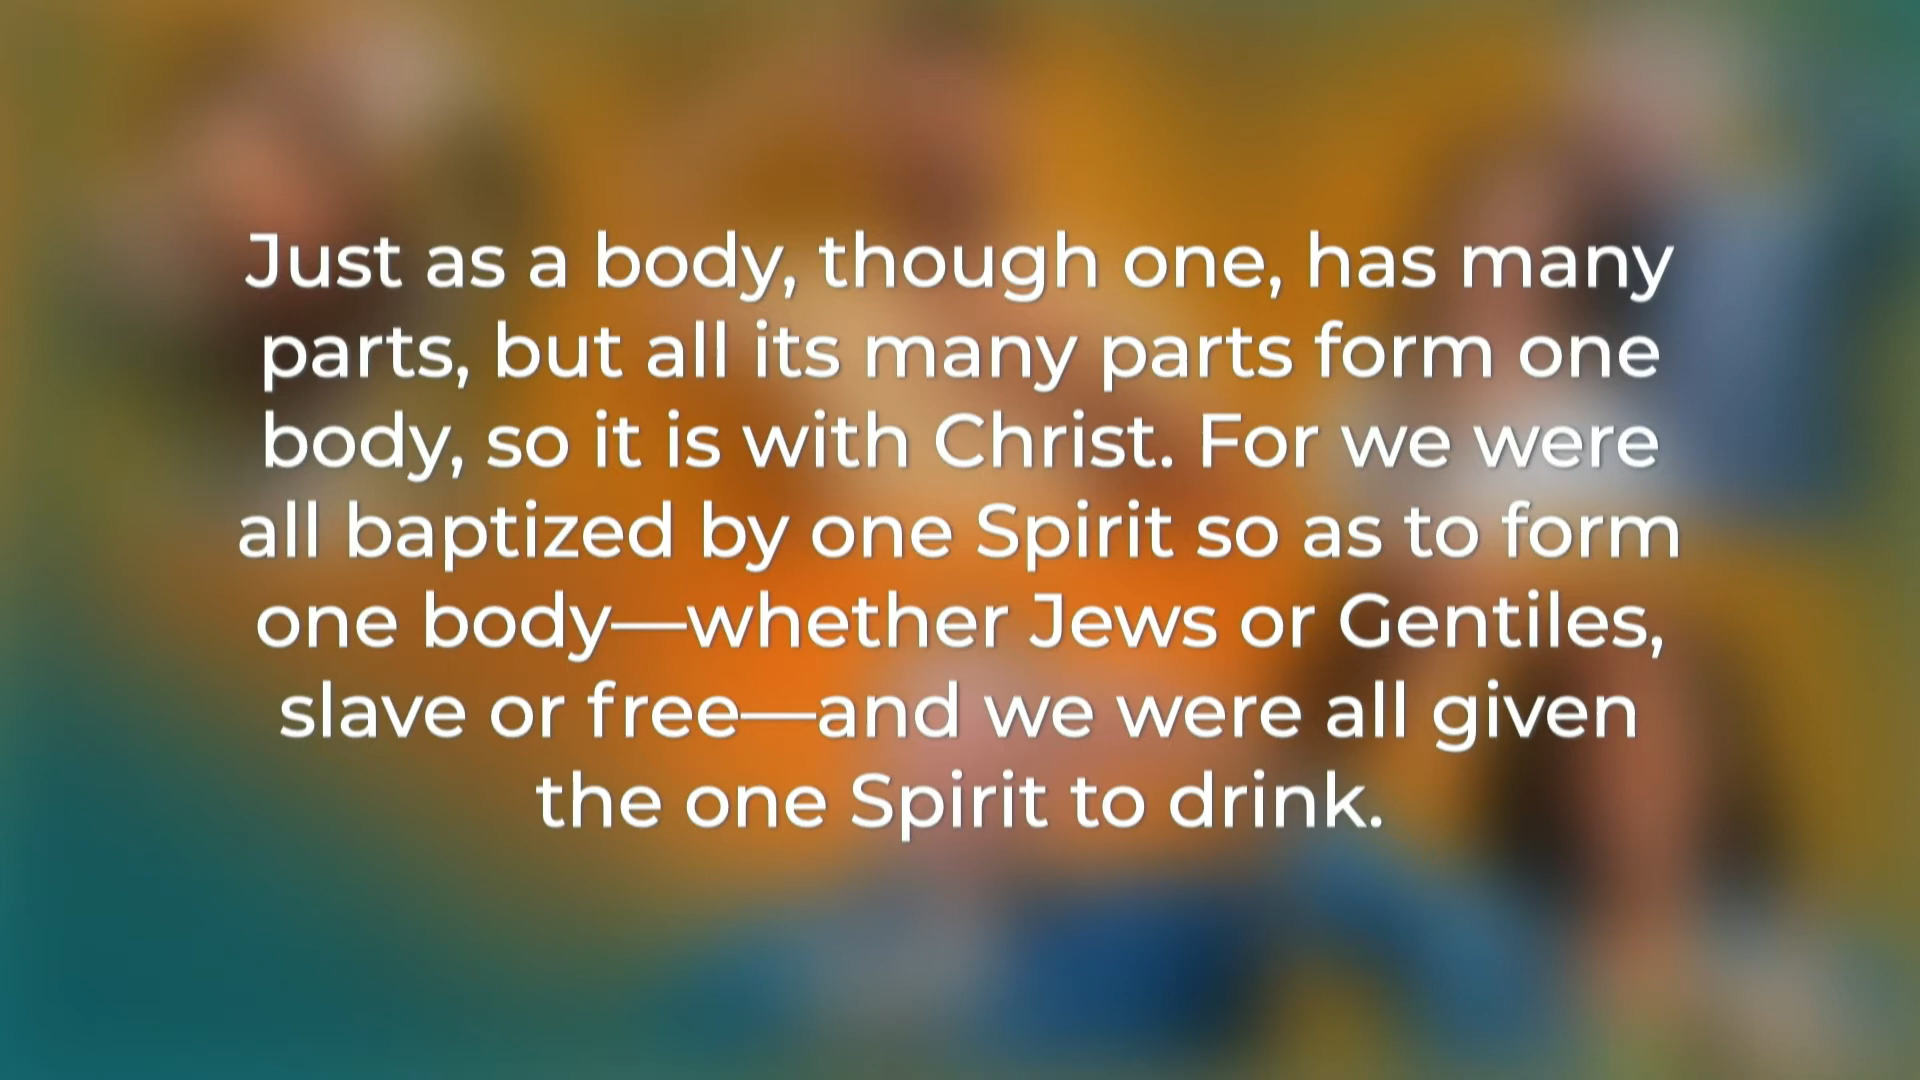 Just as a body, though one, has many
parts, but all its many parts form one
body, so it is with Christ. For we were
all baptized by one Spirit so as to form
one body—whether Jews or Gentiles,
slave or free—and we were all given
the one Spirit to drink.